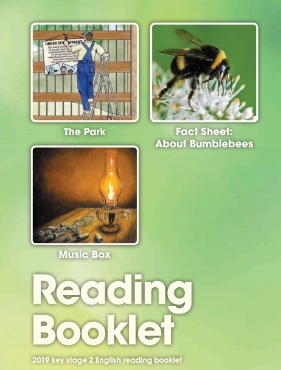 The Park
Fact Sheet:
About Bumblebees
Music Box
Reading
Booklet
2019 key stage 2 English reading booklet